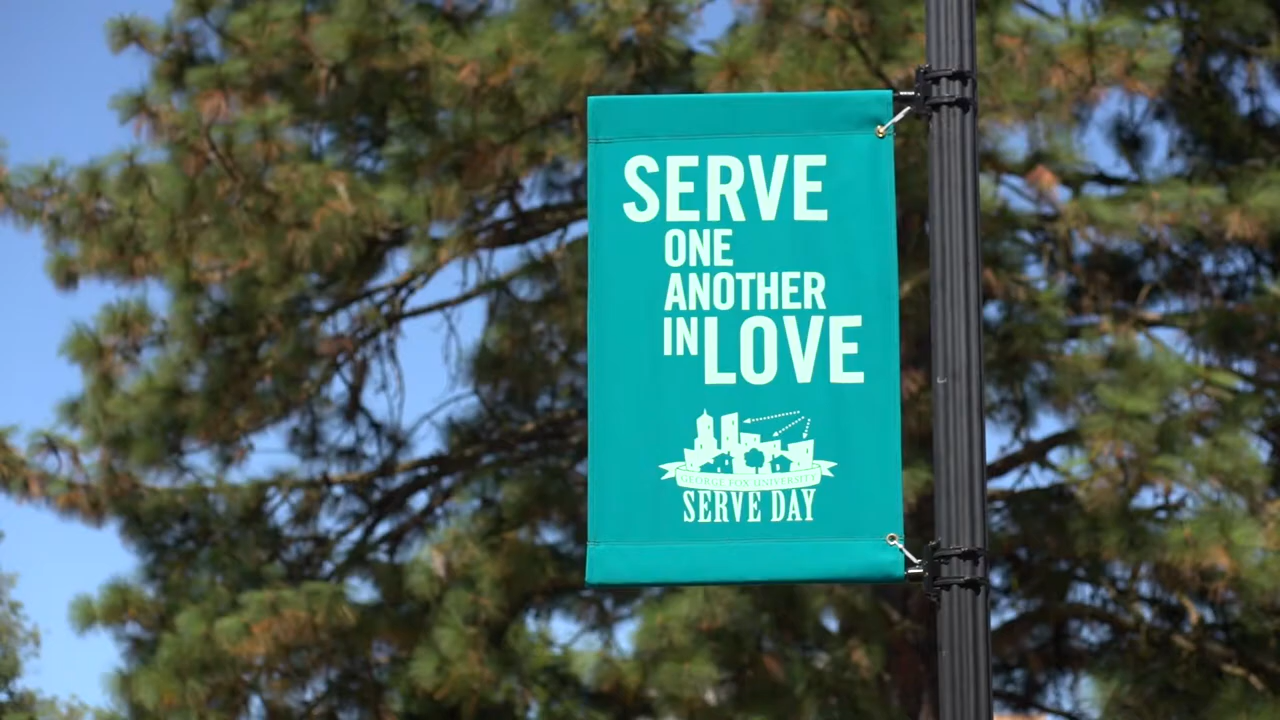 SERVE
ONE
ANOTHER
IN LOVE
GEORGE FOX UNIVERSITY
SERVE DAY